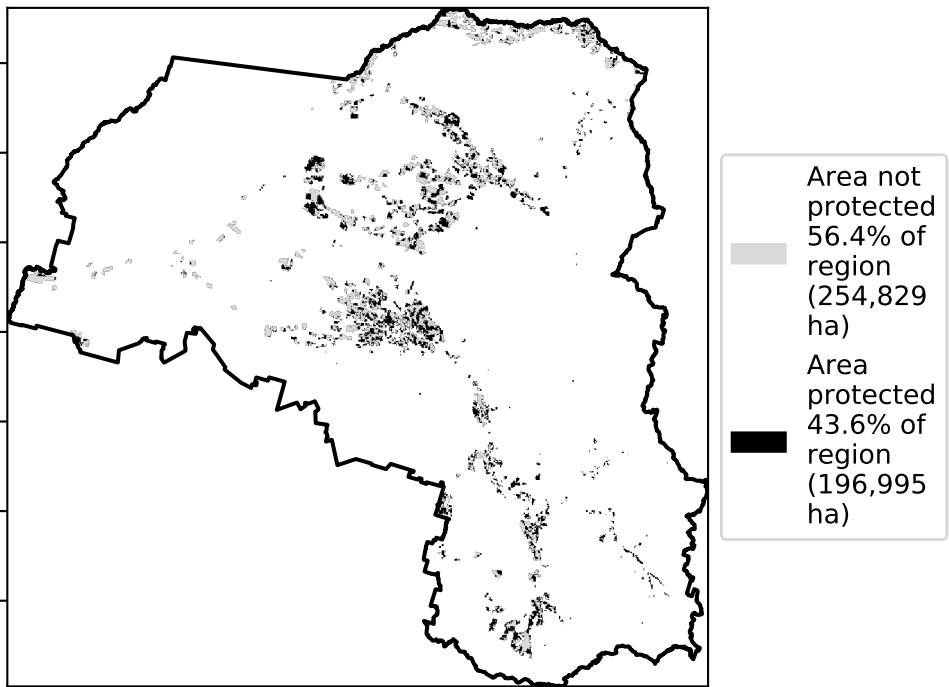 Area not
protected
56.4% of
region
(254,829
ha)
Area
protected
43.6% of
region
(196,995
ha)